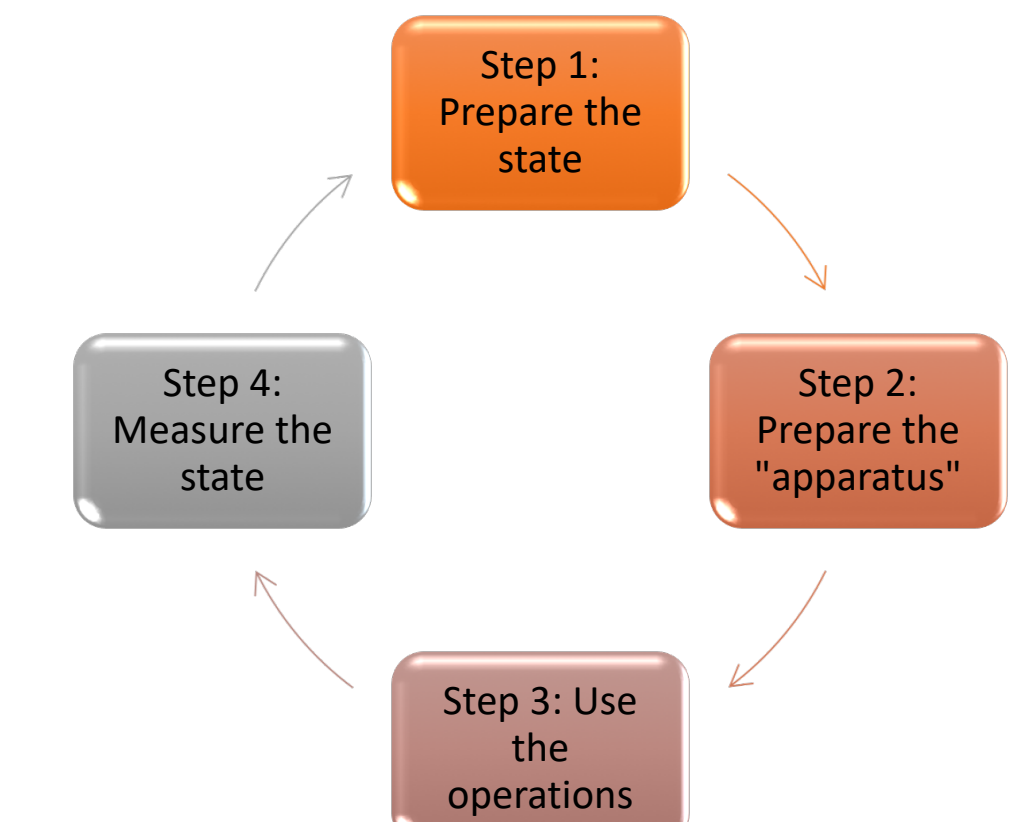 Step 1:
Prepare the
state
Step 2:
Prepare the
"apparatus"
Step 3: Use
the
operations
Step 4:
Measure the
state